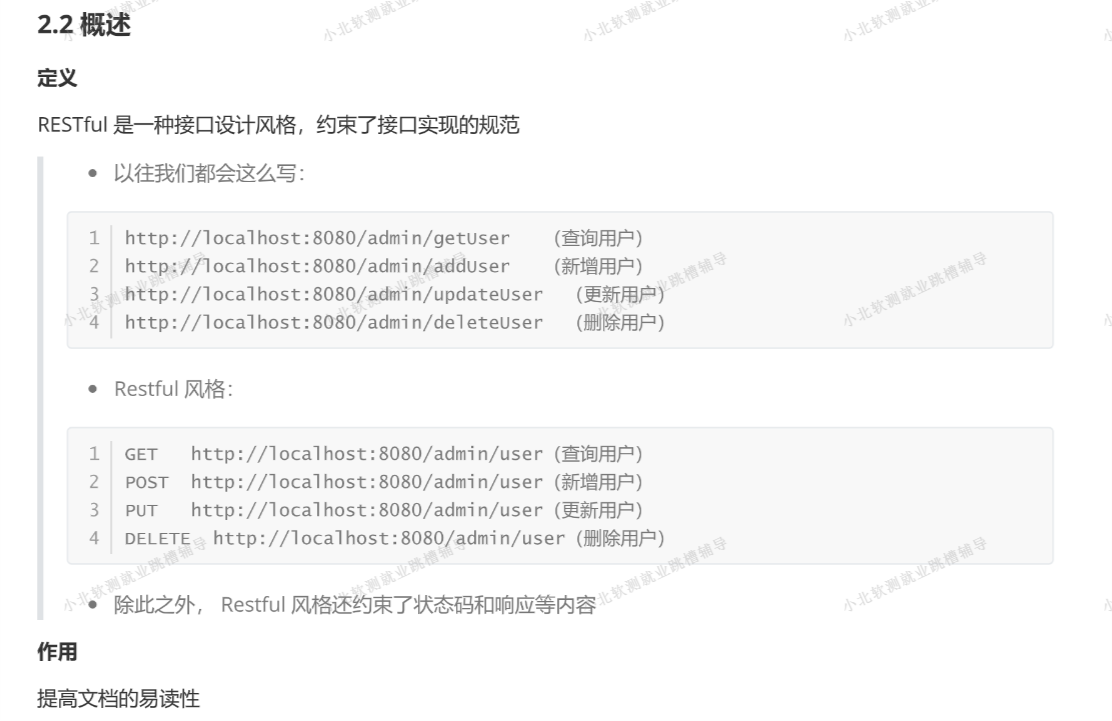 2.2 概述
定义
RESTful 是一种接口设计风格，约束了接口实现的规范
以往我们都会这么写：
1 http://localhost:8080/admin/getUser (查询用户)
2 http://localhost:8080/admin/addUser (新增用户)
3 http://localhost:8080/admin/updateUser (更新用户)
4 http://localhost:8080/admin/deleteUser (删除用户)
Restful 风格：
1 GET http://localhost:8080/admin/user (查询用户)
2 POST http://localhost:8080/admin/user (新增用户)
3 PUT http://localhost:8080/admin/user (更新用户)
4 DELETE http://localhost:8080/admin/user (删除用户)
除此之外， Restful 风格还约束了状态码和响应等内容
作用
提高文档的易读性
小北软测就业跳槽辅导